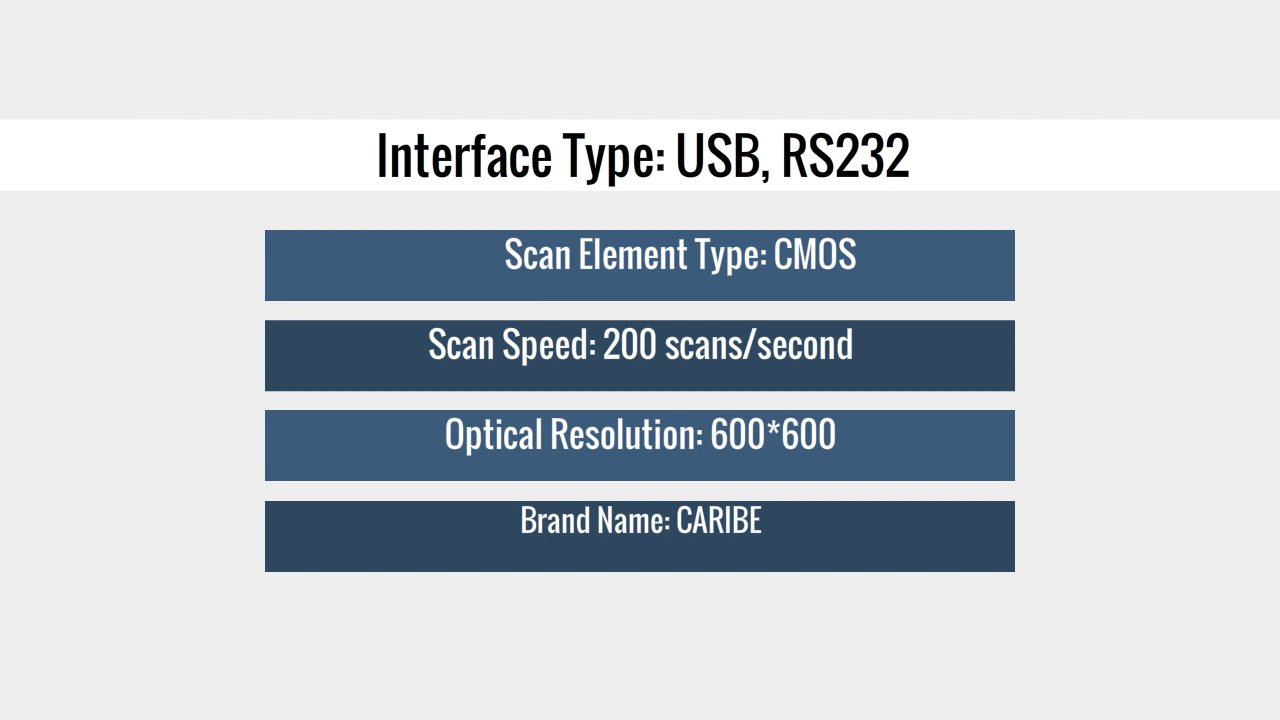 Interface Type: USB, RS232
Scan Element Type: CMOS
Scan Speed: 200 scans/second
Optical Resolution: 600*600
Brand Name: CARIBE